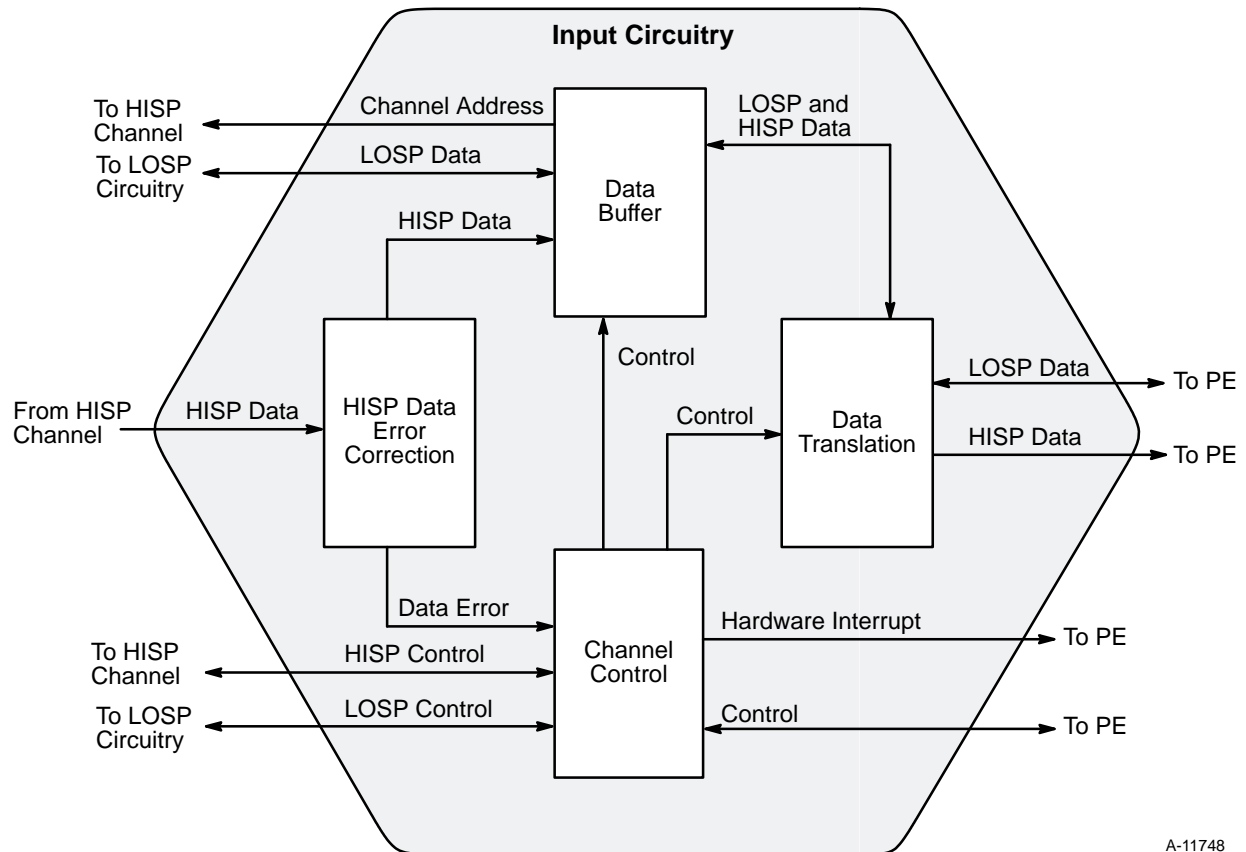 Input Circuitry
To HISP
Channel
Channel Address
LOSP and
HISP Data
To LOSP
Circuitry
LOSP Data
Data
Buffer
HISP Data
Control
LOSP Data
To PE
From HISP
Channel
HISP Data
HISP Data
Error
Correction
Control
Data
Translation
HISP Data
To PE
Data Error
Hardware Interrupt
To PE
To HISP
Channel
HISP Control
Channel
Control
To LOSP
Circuitry
LOSP Control
Control
To PE
A-11748